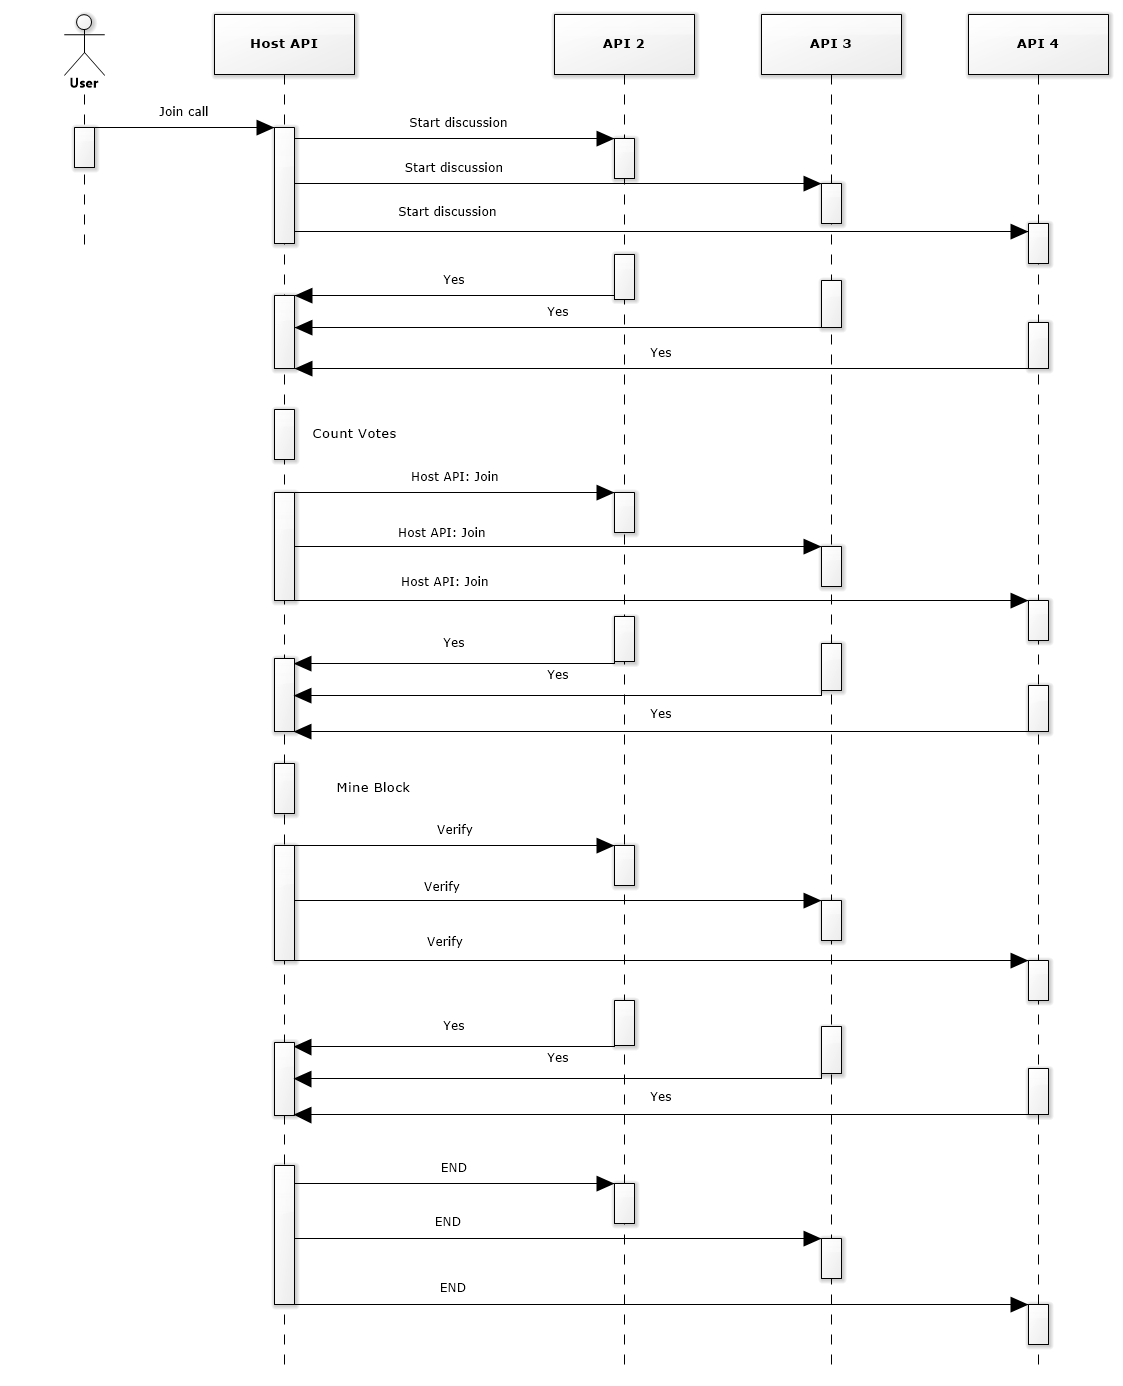 User
Host API
API 2
API 3
API 4
Join call
Start discussion
Start discussion
Start discussion
Yes
Yes
Yes
Count Votes
Host API: Join
Host API: Join
Host API: Join
Yes
Yes
Yes
Mine Block
Verify
Verify
Verify
Yes
Yes
Yes
END
END
END